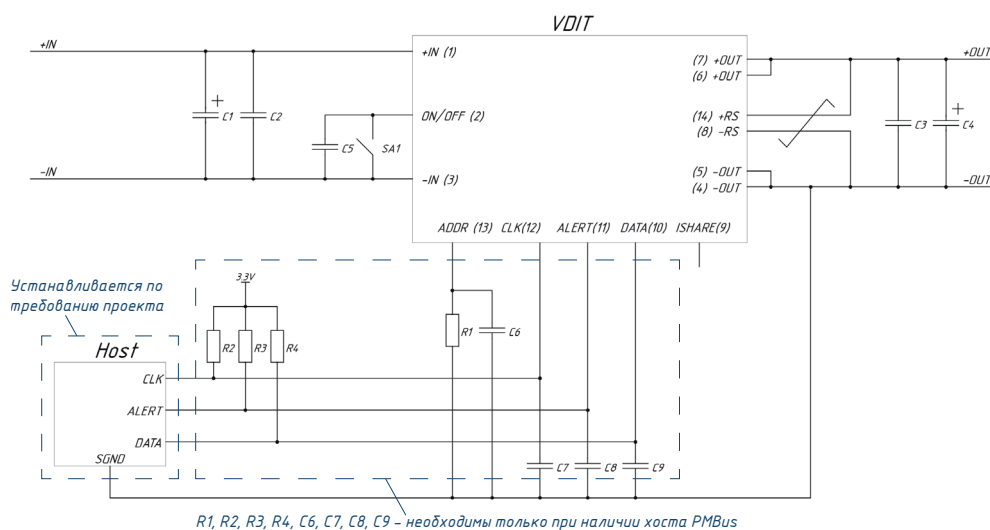 VDIT
+IN
+IN (1)
(7) +OUT
+OUT
(6) +OUT
C1
C2
ON/OFF (2)
(14) +RS
C5
SA1
(8) -RS
C3
C4
-IN
-IN (3)
(5) -OUT
(4) -OUT
-OUT
ADDR (13)
CLK(12)
ALERT(11)
DATA(10)
ISHARE(9)
Устанавливается по
требованию проекта
3.3V
R2
R3
R4
R1
C6
Host
CLK
ALERT
DATA
SGND
C7
C8
C9
R1, R2, R3, R4, C6, C7, C8, C9 – необходимы только при наличии хоста PMBus